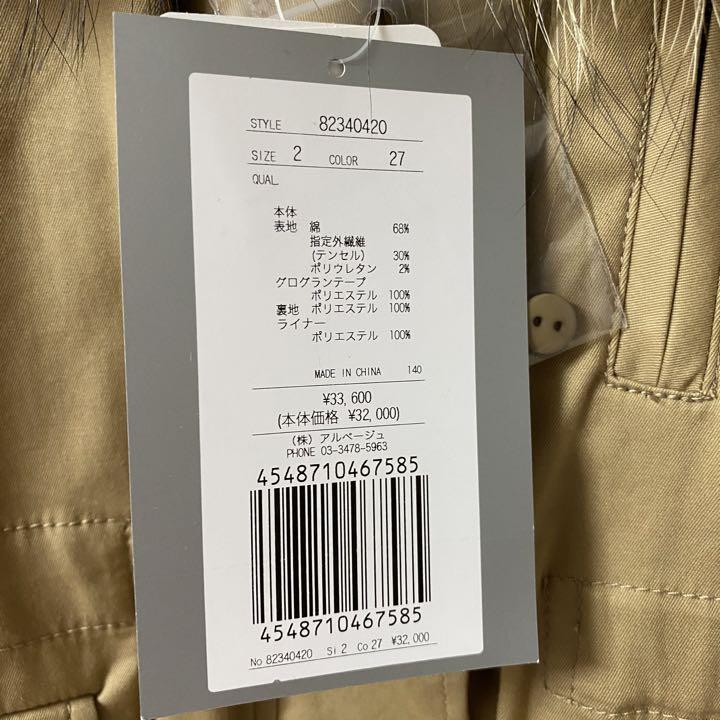 STYLE 82340420
SIZE 2 COLOR 27
QUAL
本体
表地 綿 68%
指定外繊維
(テンセル) 30%
ポリウレタン 2%
グログランテープ
ポリエステル 100%
裏地 ポリエステル 100%
ライナー
ポリエステル 100%
MADE IN CHINA 140
¥33,600
(本体価格 ¥32,000)
(株) アルページュ
PHONE 03-3478-5963
4548710467585
4548710467585
No 82340420 Si 2 Co 27 ¥32,000